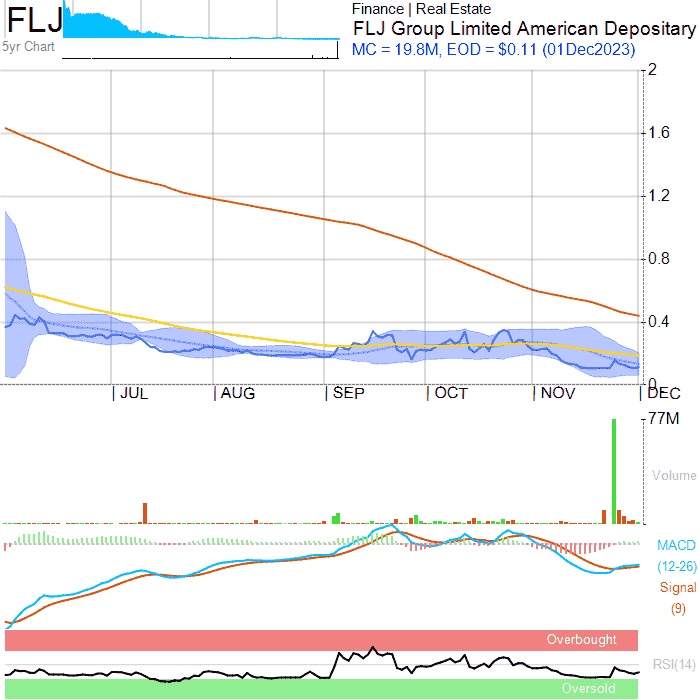 FLJ
5yr Chart
Finance | Real Estate
FLJ Group Limited American Depositary
MC = 19.8M, EOD = $0.11 (01Dec2023)
2
1.6
1.2
0.8
0.4
0
JUL
AUG
SEP
OCT
NOV
DEC
77M
Volume
MACD
(12-26)
Signal
(9)
Overbought
RSI(14)
Oversold